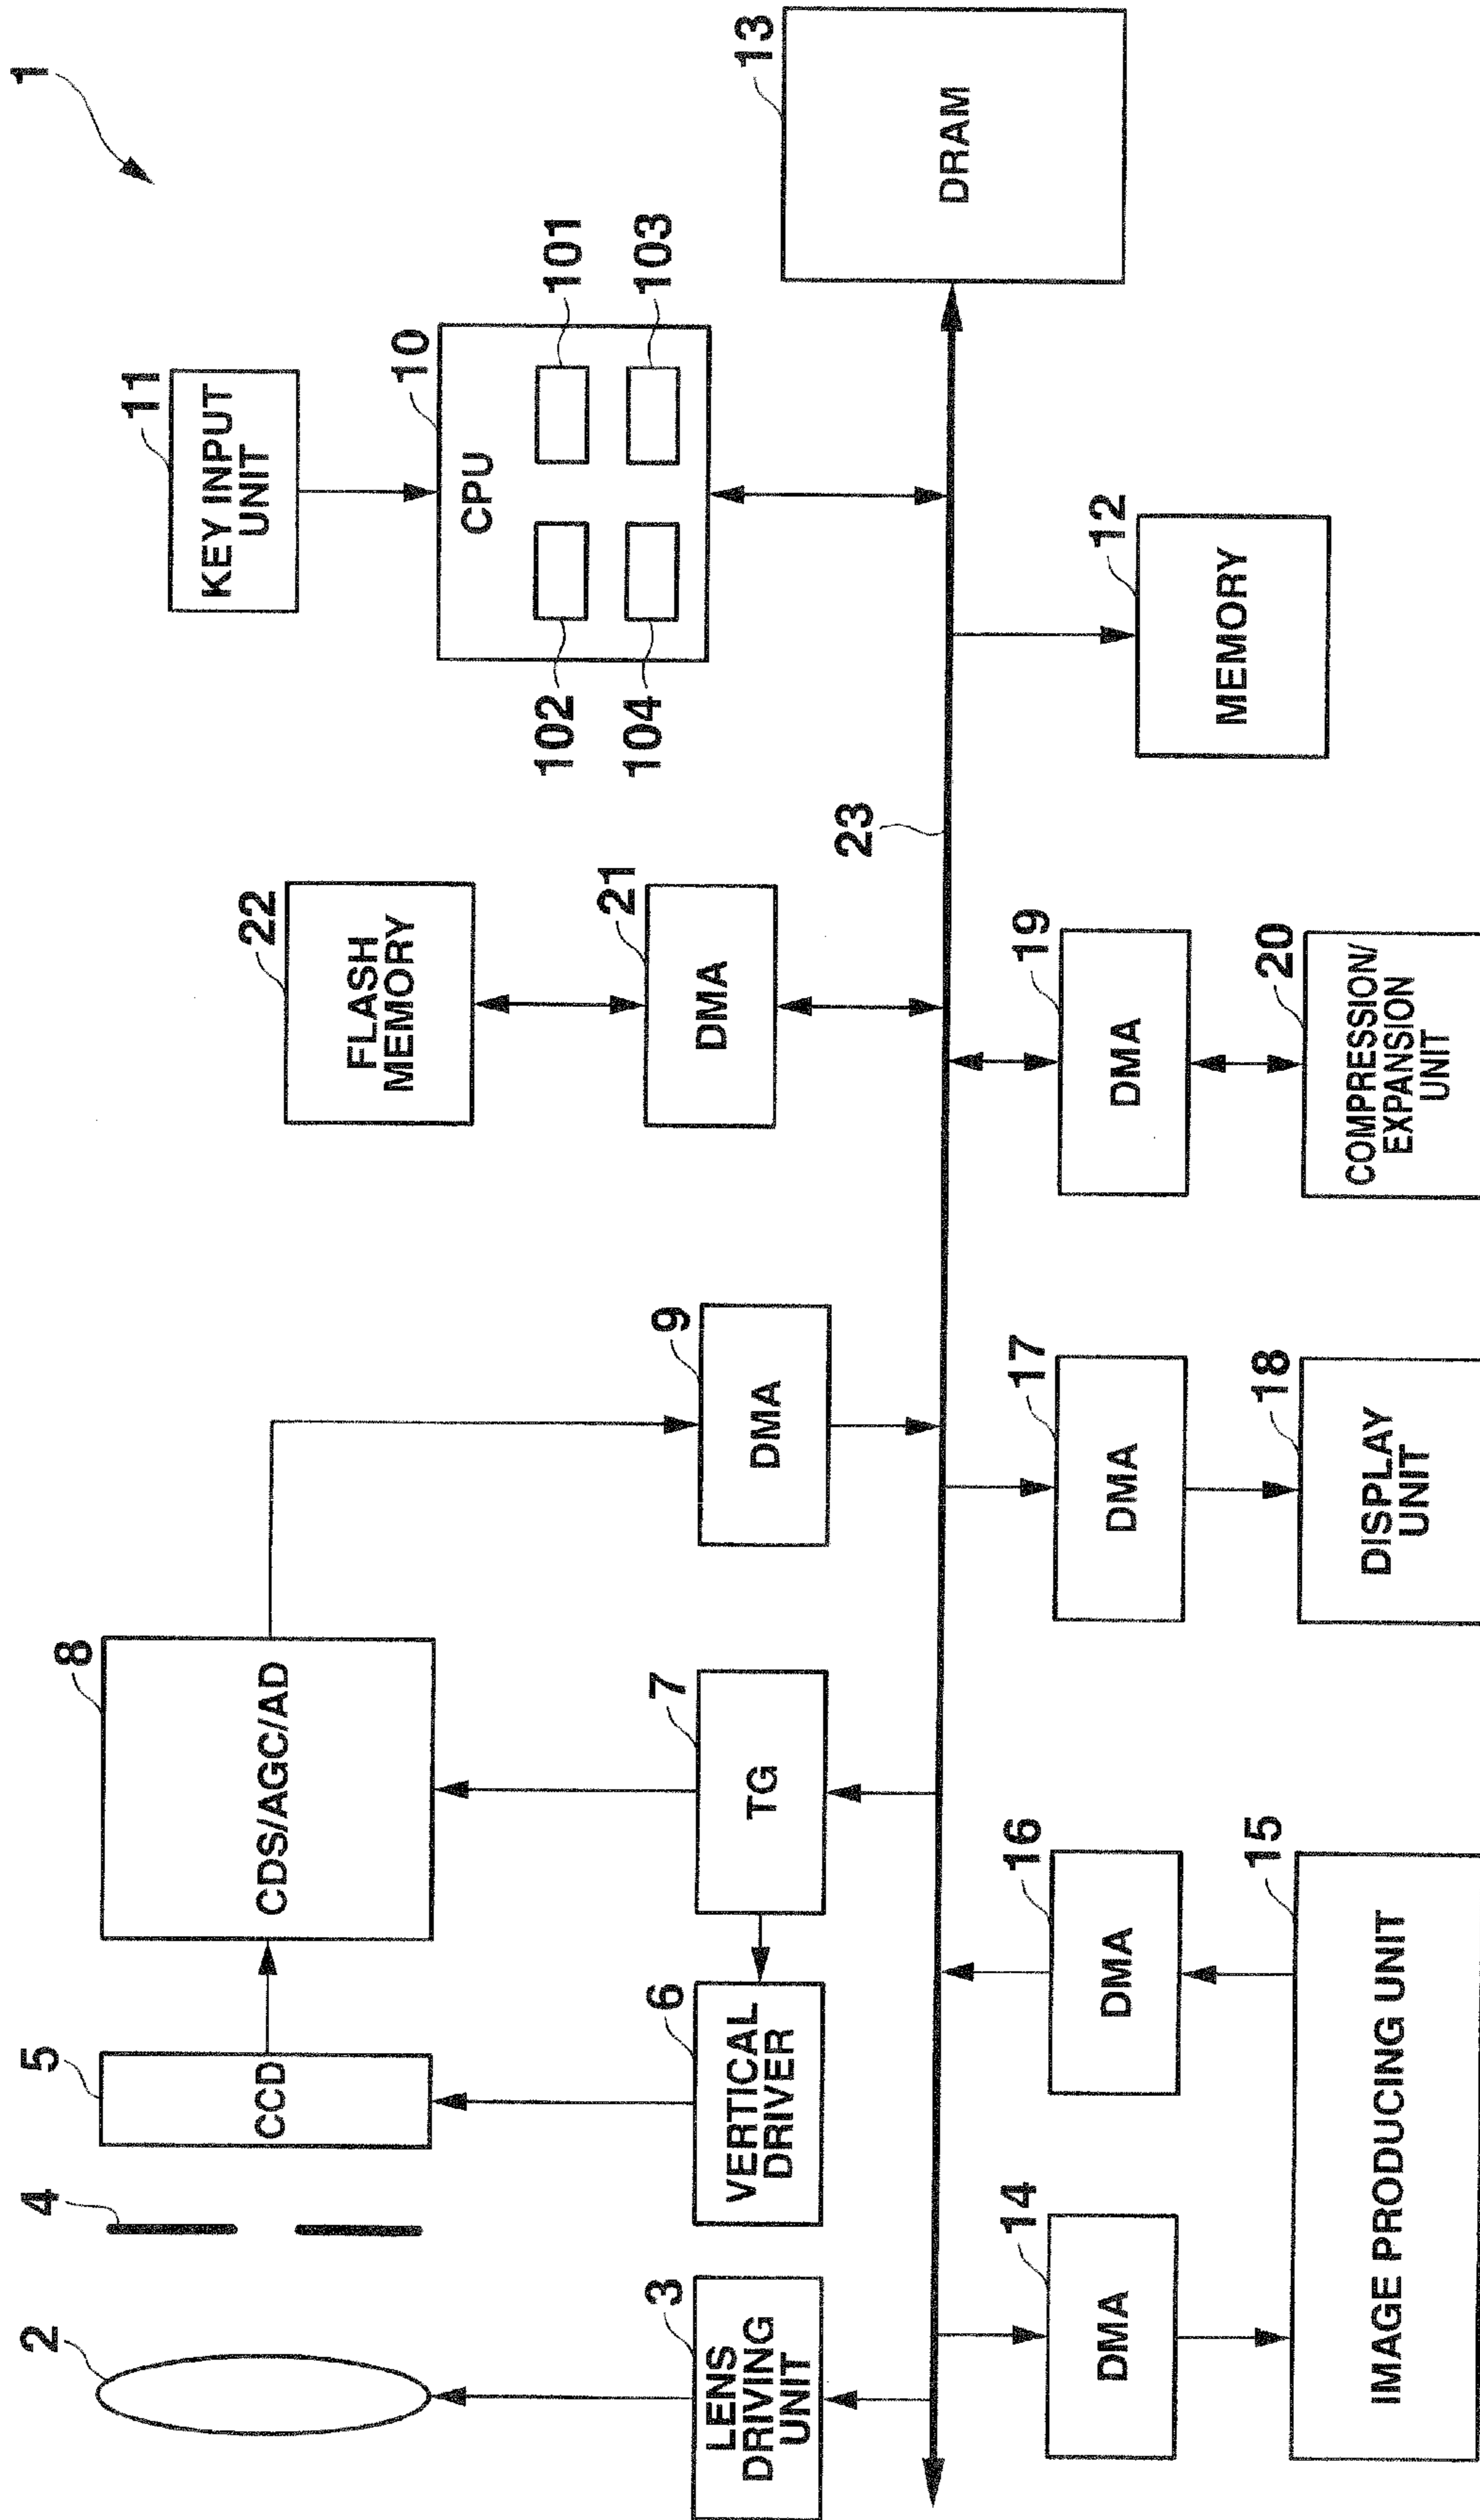 1
2
4
5
CCD
8
CDS/AGC/AD
22
FLASH
MEMORY
11
KEY INPUT
UNIT
10
CPU
102
101
104
103
3
LENS
DRIVING
UNIT
6
VERTICAL
DRIVER
7
TG
9
DMA
21
DMA
23
13
DRAM
14
DMA
16
DMA
17
DMA
19
DMA
12
MEMORY
15
IMAGE PRODUCING UNIT
18
DISPLAY
UNIT
20
COMPRESSION/
EXPANSION
UNIT